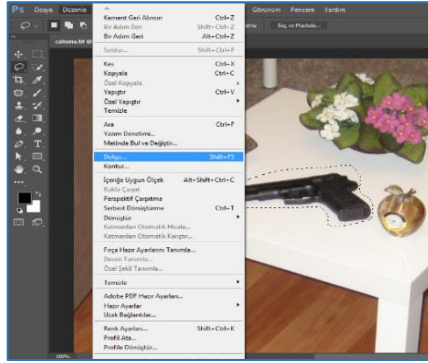 Ps Dosya Düzenle Görünüm Pencere Yardım
Seç ve Maskele...
Kement Geri Alınsın Ctrl+Z
Bir Adım İleri Shft+Ctrl+Z
Bir Adım Geri Alt+Ctrl+Z
Soldur... Shft+Ctrl+F
Kes Ctrl+X
Kopyala Ctrl+C
Özel Kopyala
Yapıştır Ctrl+V
Özel Yapıştır
Temizle
Ara Ctrl+F
Yazım Denetimi...
Metinde Bul ve Değiştir...
Dolgu... Shift+F5
Kontur...
İçeriğe Uygun Ölçek Alt+Shift+Ctrl+C
Kukla Çarpıt
Perspektif Çarpıtma
Serbest Dönüştürme Ctrl+T
Dönüştür
Katmanları Otomatik Hizala...
Katmanları Otomatik Karıştır...
Fırça Hazır Ayarlarını Tanımla...
Desen Tanımla...
Özel Şekil Tanımla...
Temizle
Adobe PDF Hazır Ayarları...
Hazır Ayarlar
Uzak Bağlantılar...
Renk Ayarları... Shift+Ctrl+K
Profil Ata...
Profile Dönüştür...
100%